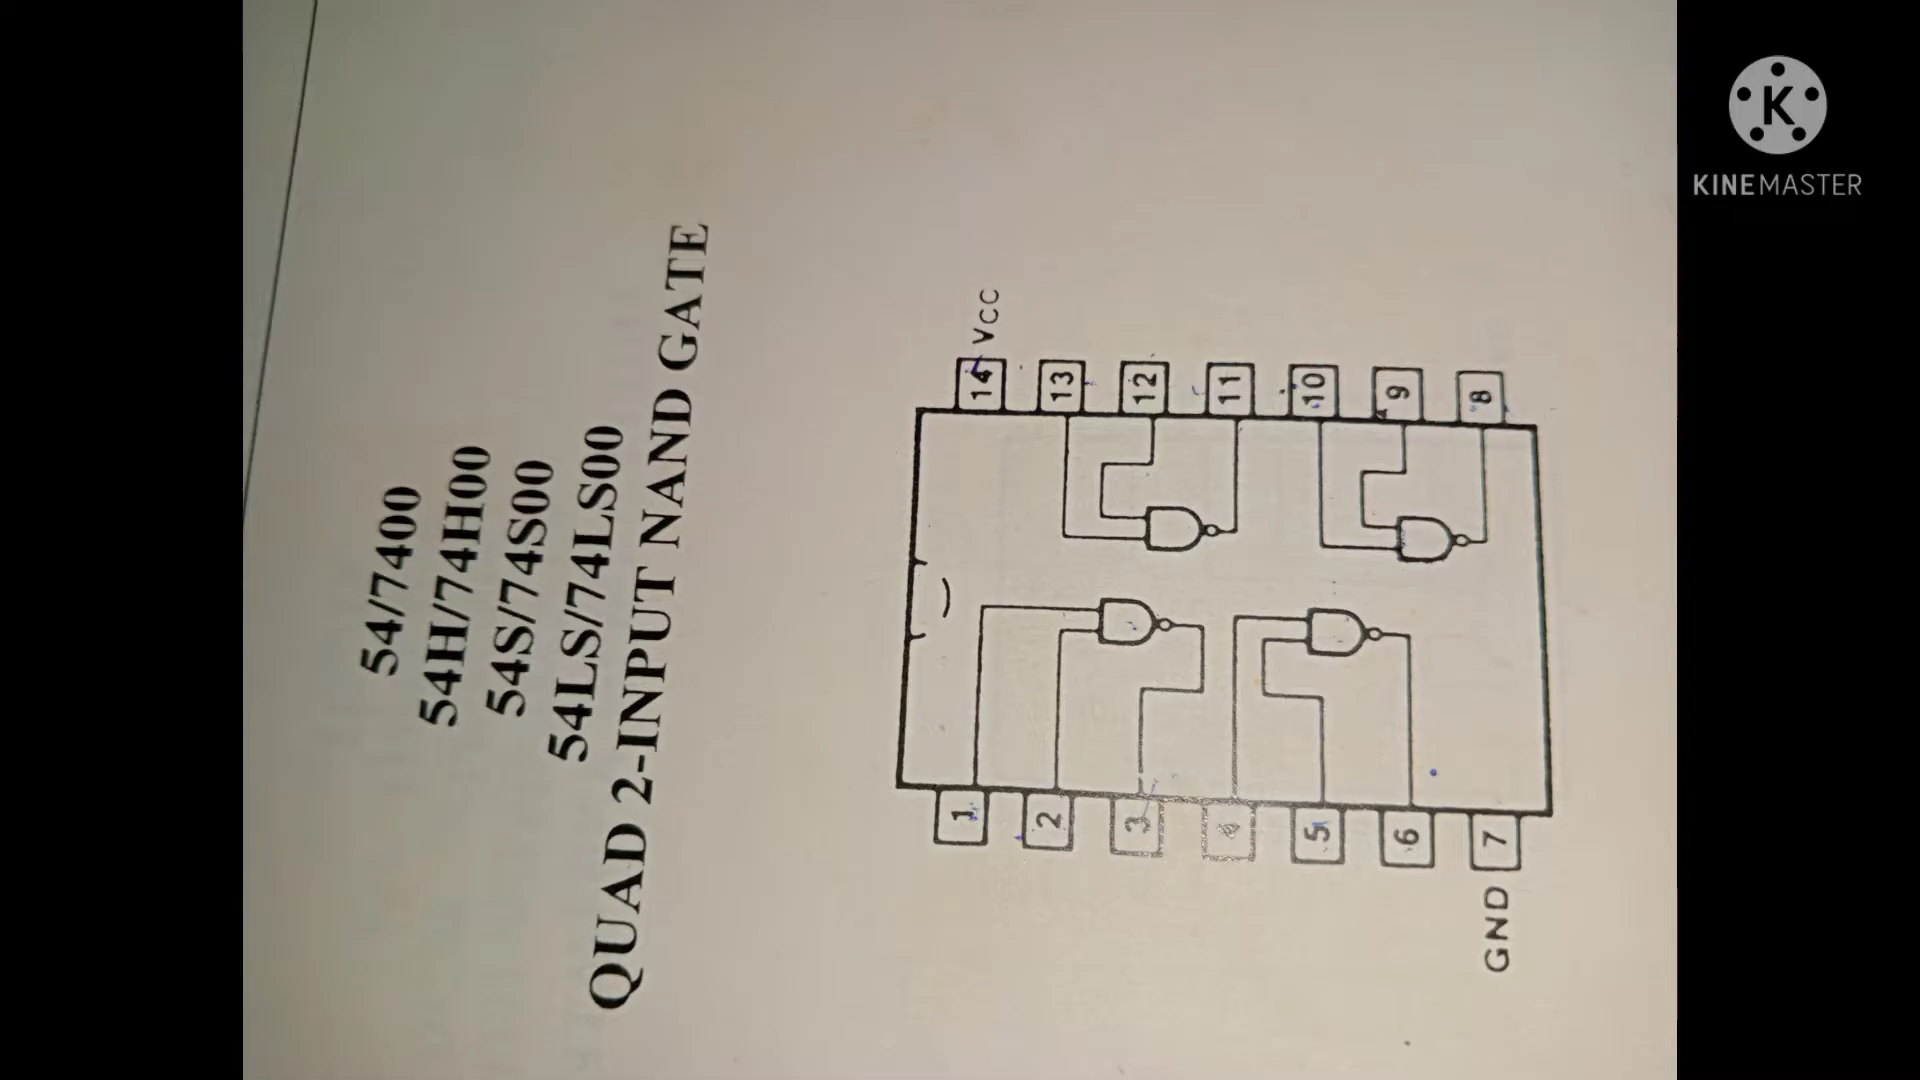 54/7400
54H/74H00
54S/74S00
54LS/74LS00
QUAD 2-INPUT NAND GATE
1
2
3
4
5
6
7
GND
14
Vcc
13
12
11
10
9
8
K
KINEMASTER